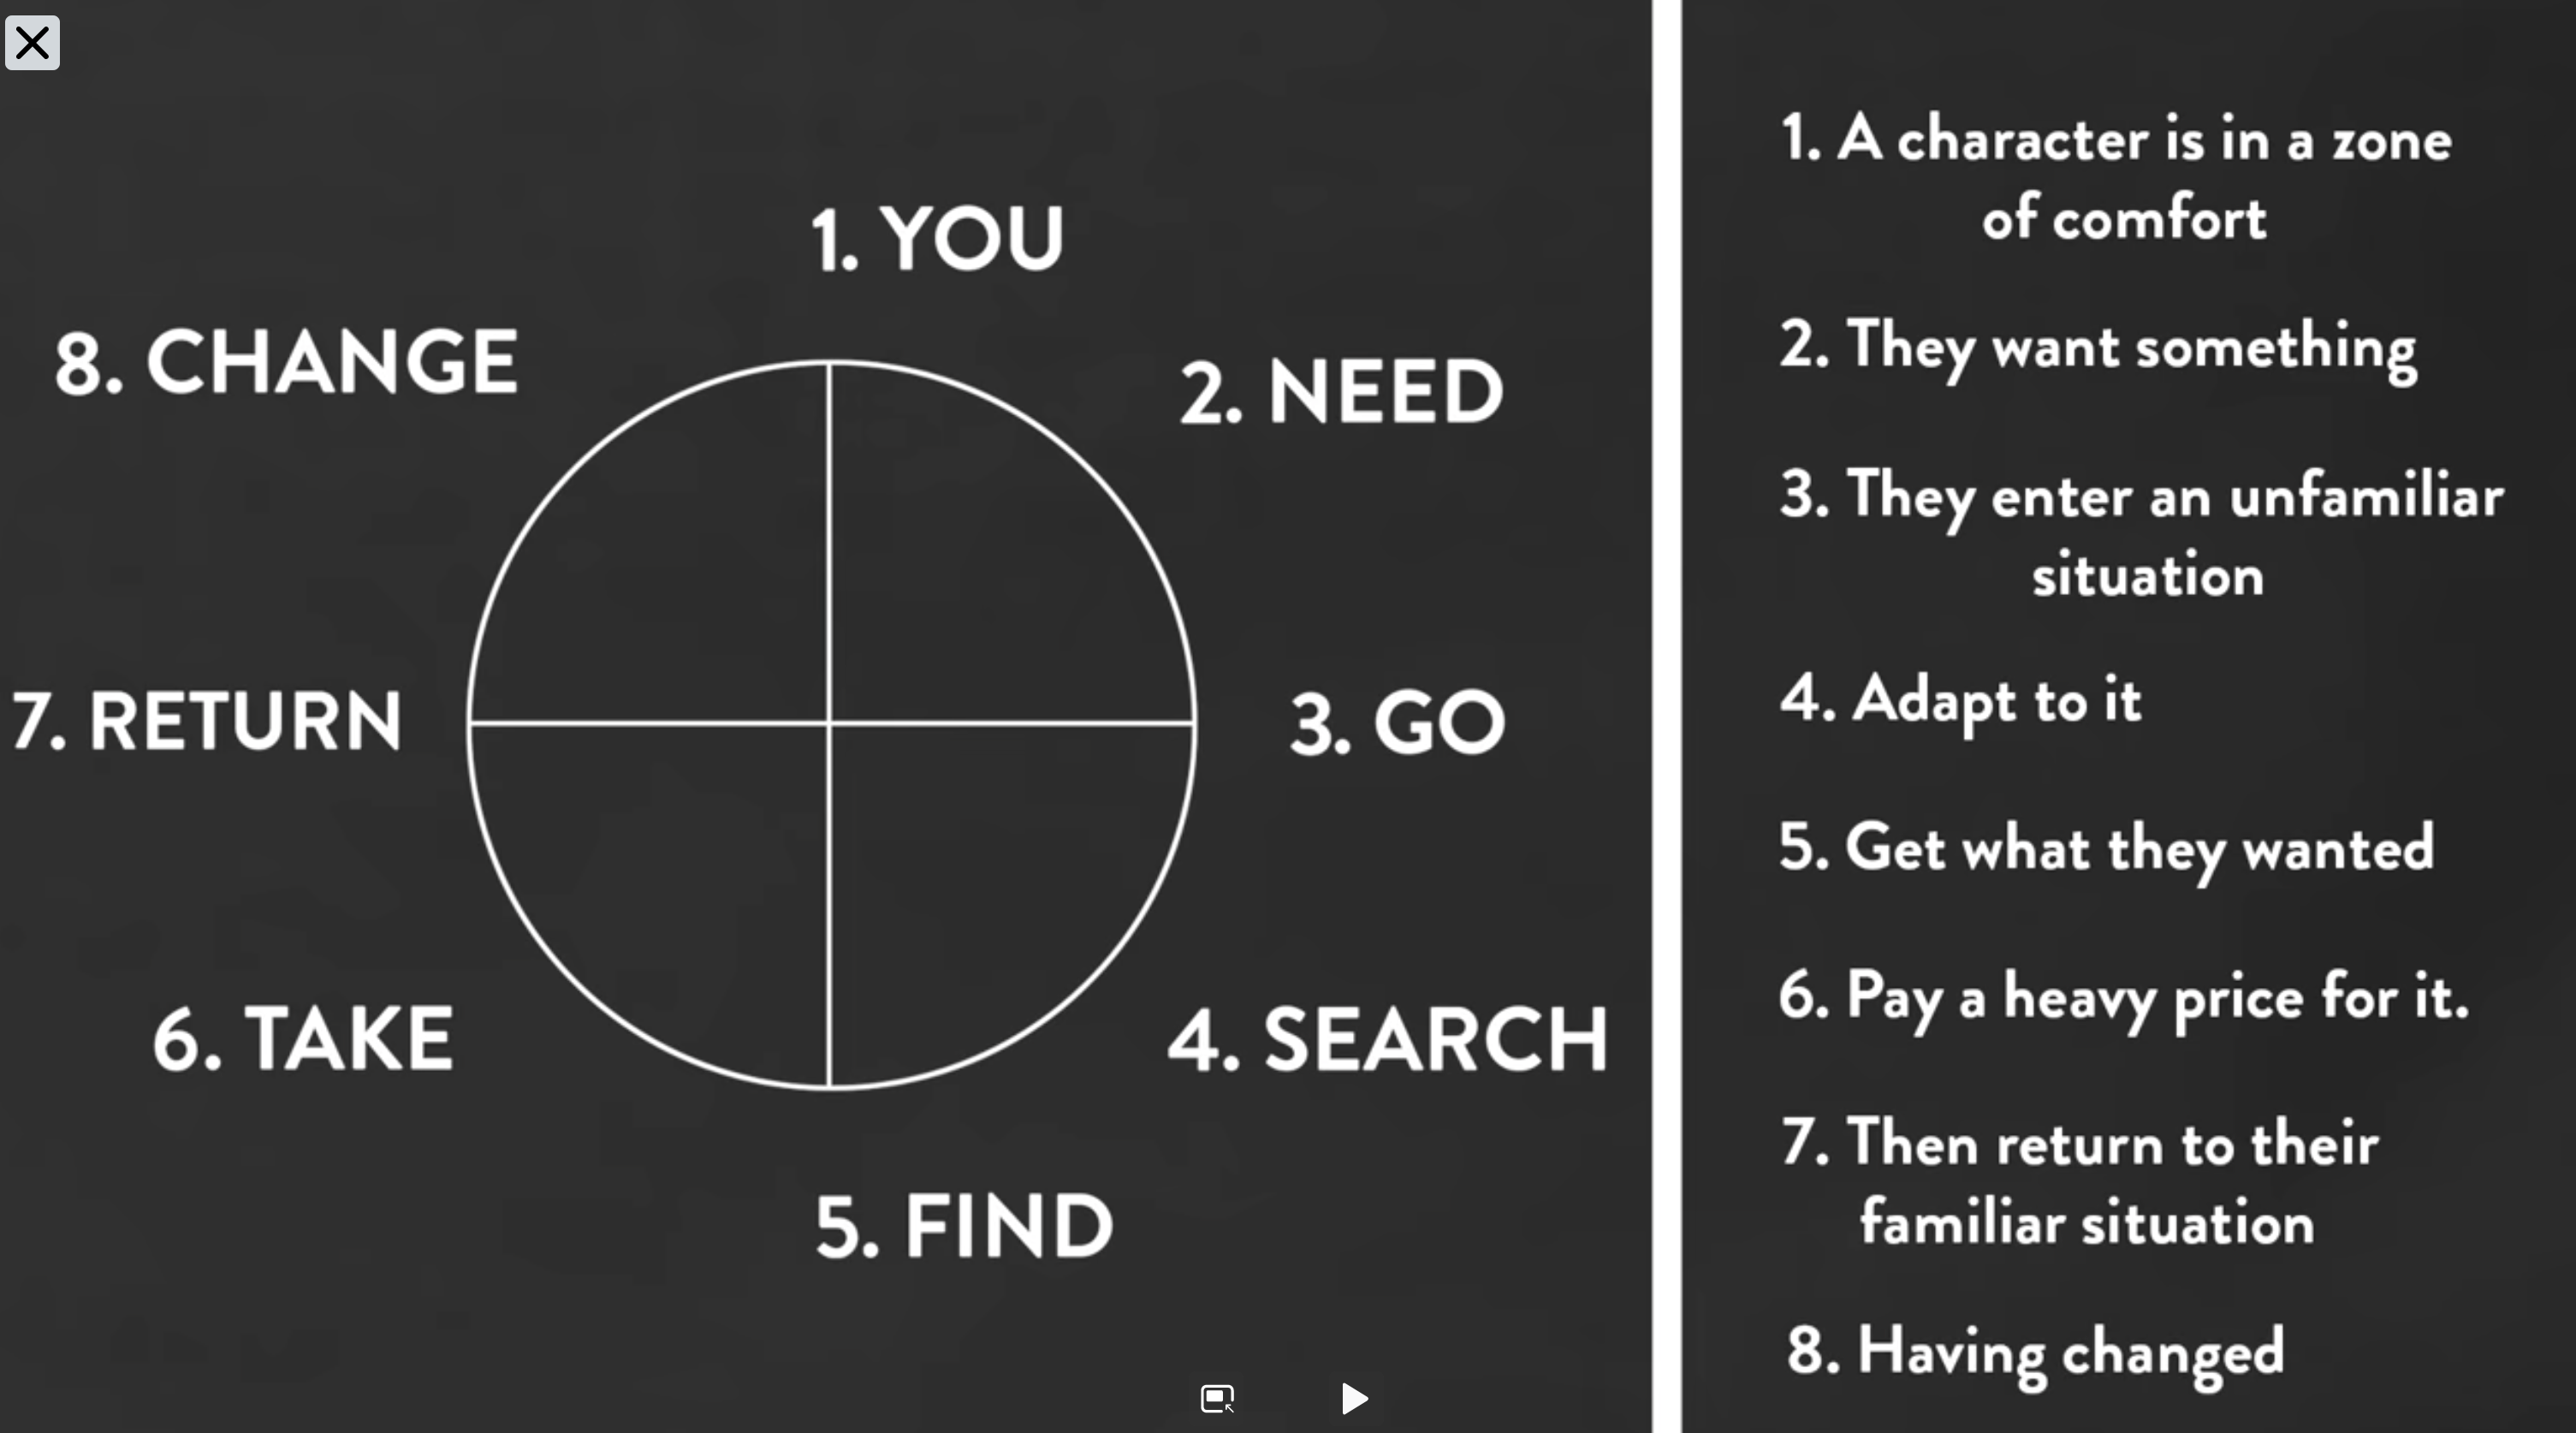 1. YOU
2. NEED
3. GO
4. SEARCH
5. FIND
6. TAKE
7. RETURN
8. CHANGE
1. A character is in a zone
of comfort
2. They want something
3. They enter an unfamiliar
situation
4. Adapt to it
5. Get what they wanted
6. Pay a heavy price for it.
7. Then return to their
familiar situation
8. Having changed